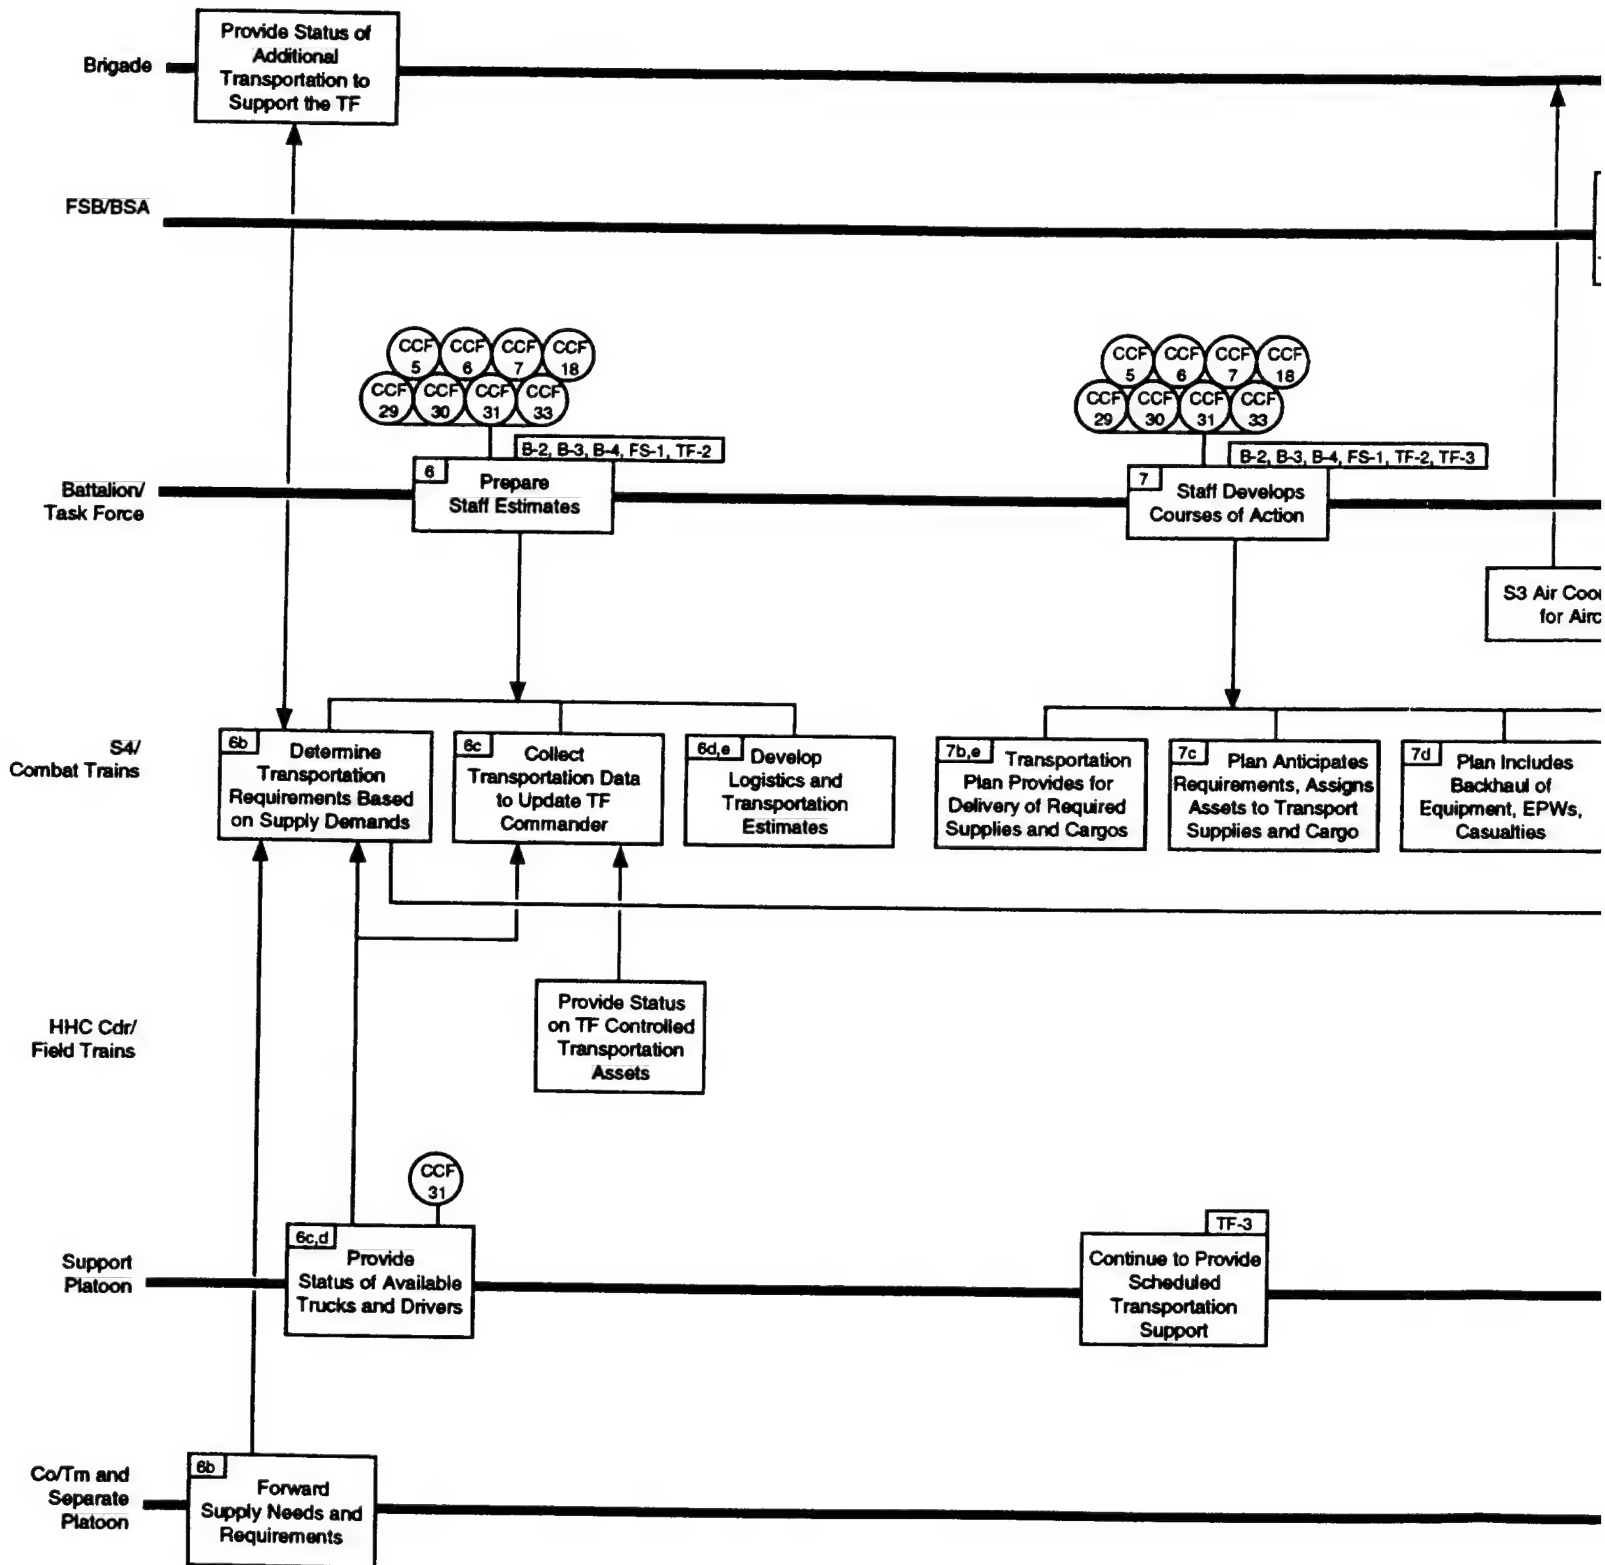 Provide Status of
Additional
Transportation to
Support the TF
Brigade
FSB/BSA
CCF
5
CCF
6
CCF
7
CCF
18
CCF
29
CCF
30
CCF
31
CCF
33
B-2, B-3, B-4, FS-1, TF-2
CCF
5
CCF
6
CCF
7
CCF
18
CCF
29
CCF
30
CCF
31
CCF
33
B-2, B-3, B-4, FS-1, TF-2, TF-3
Battalion/
Task Force
6
Prepare
Staff Estimates
7
Staff Develops
Courses of Action
S3 Air Coo
for Airc
S4/
Combat Trains
6b
Determine
Transportation
Requirements Based
on Supply Demands
6c
Collect
Transportation Data
to Update TF
Commander
6d,e
Develop
Logistics and
Transportation
Estimates
7b,e
Transportation
Plan Provides for
Delivery of Required
Supplies and Cargos
7c
Plan Anticipates
Requirements, Assigns
Assets to Transport
Supplies and Cargo
7d
Plan Includes
Backhaul of
Equipment, EPWs,
Casualties
HHC Cdr/
Field Trains
Provide Status
on TF Controlled
Transportation
Assets
CCF
31
Support
Platoon
6c,d
Provide
Status of Available
Trucks and Drivers
TF-3
Continue to Provide
Scheduled
Transportation
Support
Co/Tm and
Separate
Platoon
6b
Forward
Supply Needs and
Requirements